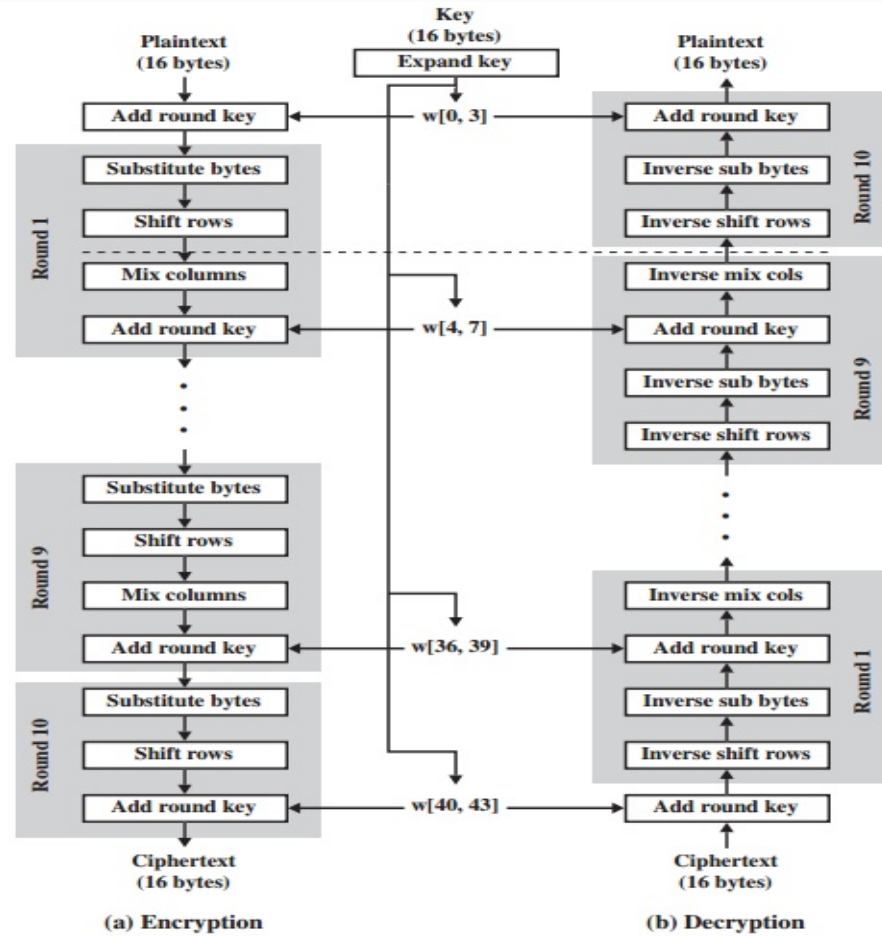 Key
(16 bytes)
Expand key
Plaintext
(16 bytes)
Add round key
Round 1
Substitute bytes
Shift rows
Mix columns
Add round key
Round 9
Substitute bytes
Shift rows
Mix columns
Add round key
Round 10
Substitute bytes
Shift rows
Add round key
Ciphertext
(16 bytes)
(a) Encryption
w[0, 3]
w[4, 7]
w[36, 39]
w[40, 43]
Plaintext
(16 bytes)
Add round key
Inverse sub bytes
Inverse shift rows
Round 10
Inverse mix cols
Add round key
Inverse sub bytes
Inverse shift rows
Round 9
Inverse mix cols
Add round key
Inverse sub bytes
Inverse shift rows
Round 1
Add round key
Ciphertext
(16 bytes)
(b) Decryption